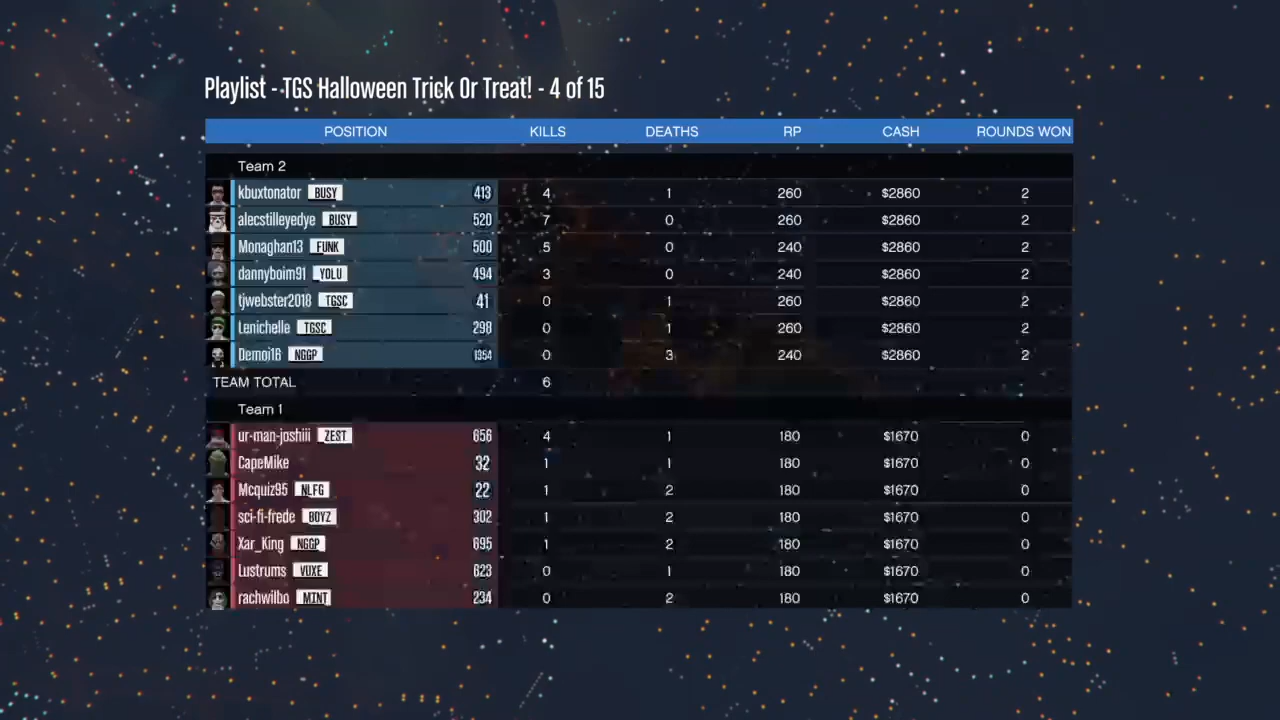 Playlist - TGS Halloween Trick Or Treat! - 4 of 15
POSITION KILLS DEATHS RP CASH ROUNDS WON
Team 2
kbuxtonator BUSY 413 4 1 260 $2860 2
alecstilleyedye BUSY 520 7 0 260 $2860 2
Monaghan13 FUNK 500 5 0 240 $2860 2
dannyboim91 YOLU 494 3 0 240 $2860 2
tjwebster2018 TGSC 41 0 1 260 $2860 2
Lenichelle TGSC 298 0 1 260 $2860 2
Demoj16 NGGP 1954 0 3 240 $2860 2
TEAM TOTAL 6
Team 1
ur-man-joshiii ZEST 656 4 1 180 $1670 0
CapeMike 32 1 1 180 $1670 0
Mcquiz95 NLFG 22 1 2 180 $1670 0
sci-fi-frede BOYZ 302 1 2 180 $1670 0
Xar_King NGGP 695 1 2 180 $1670 0
Lustrums VUXE 623 0 1 180 $1670 0
rachwilbo MINT 234 0 2 180 $1670 0